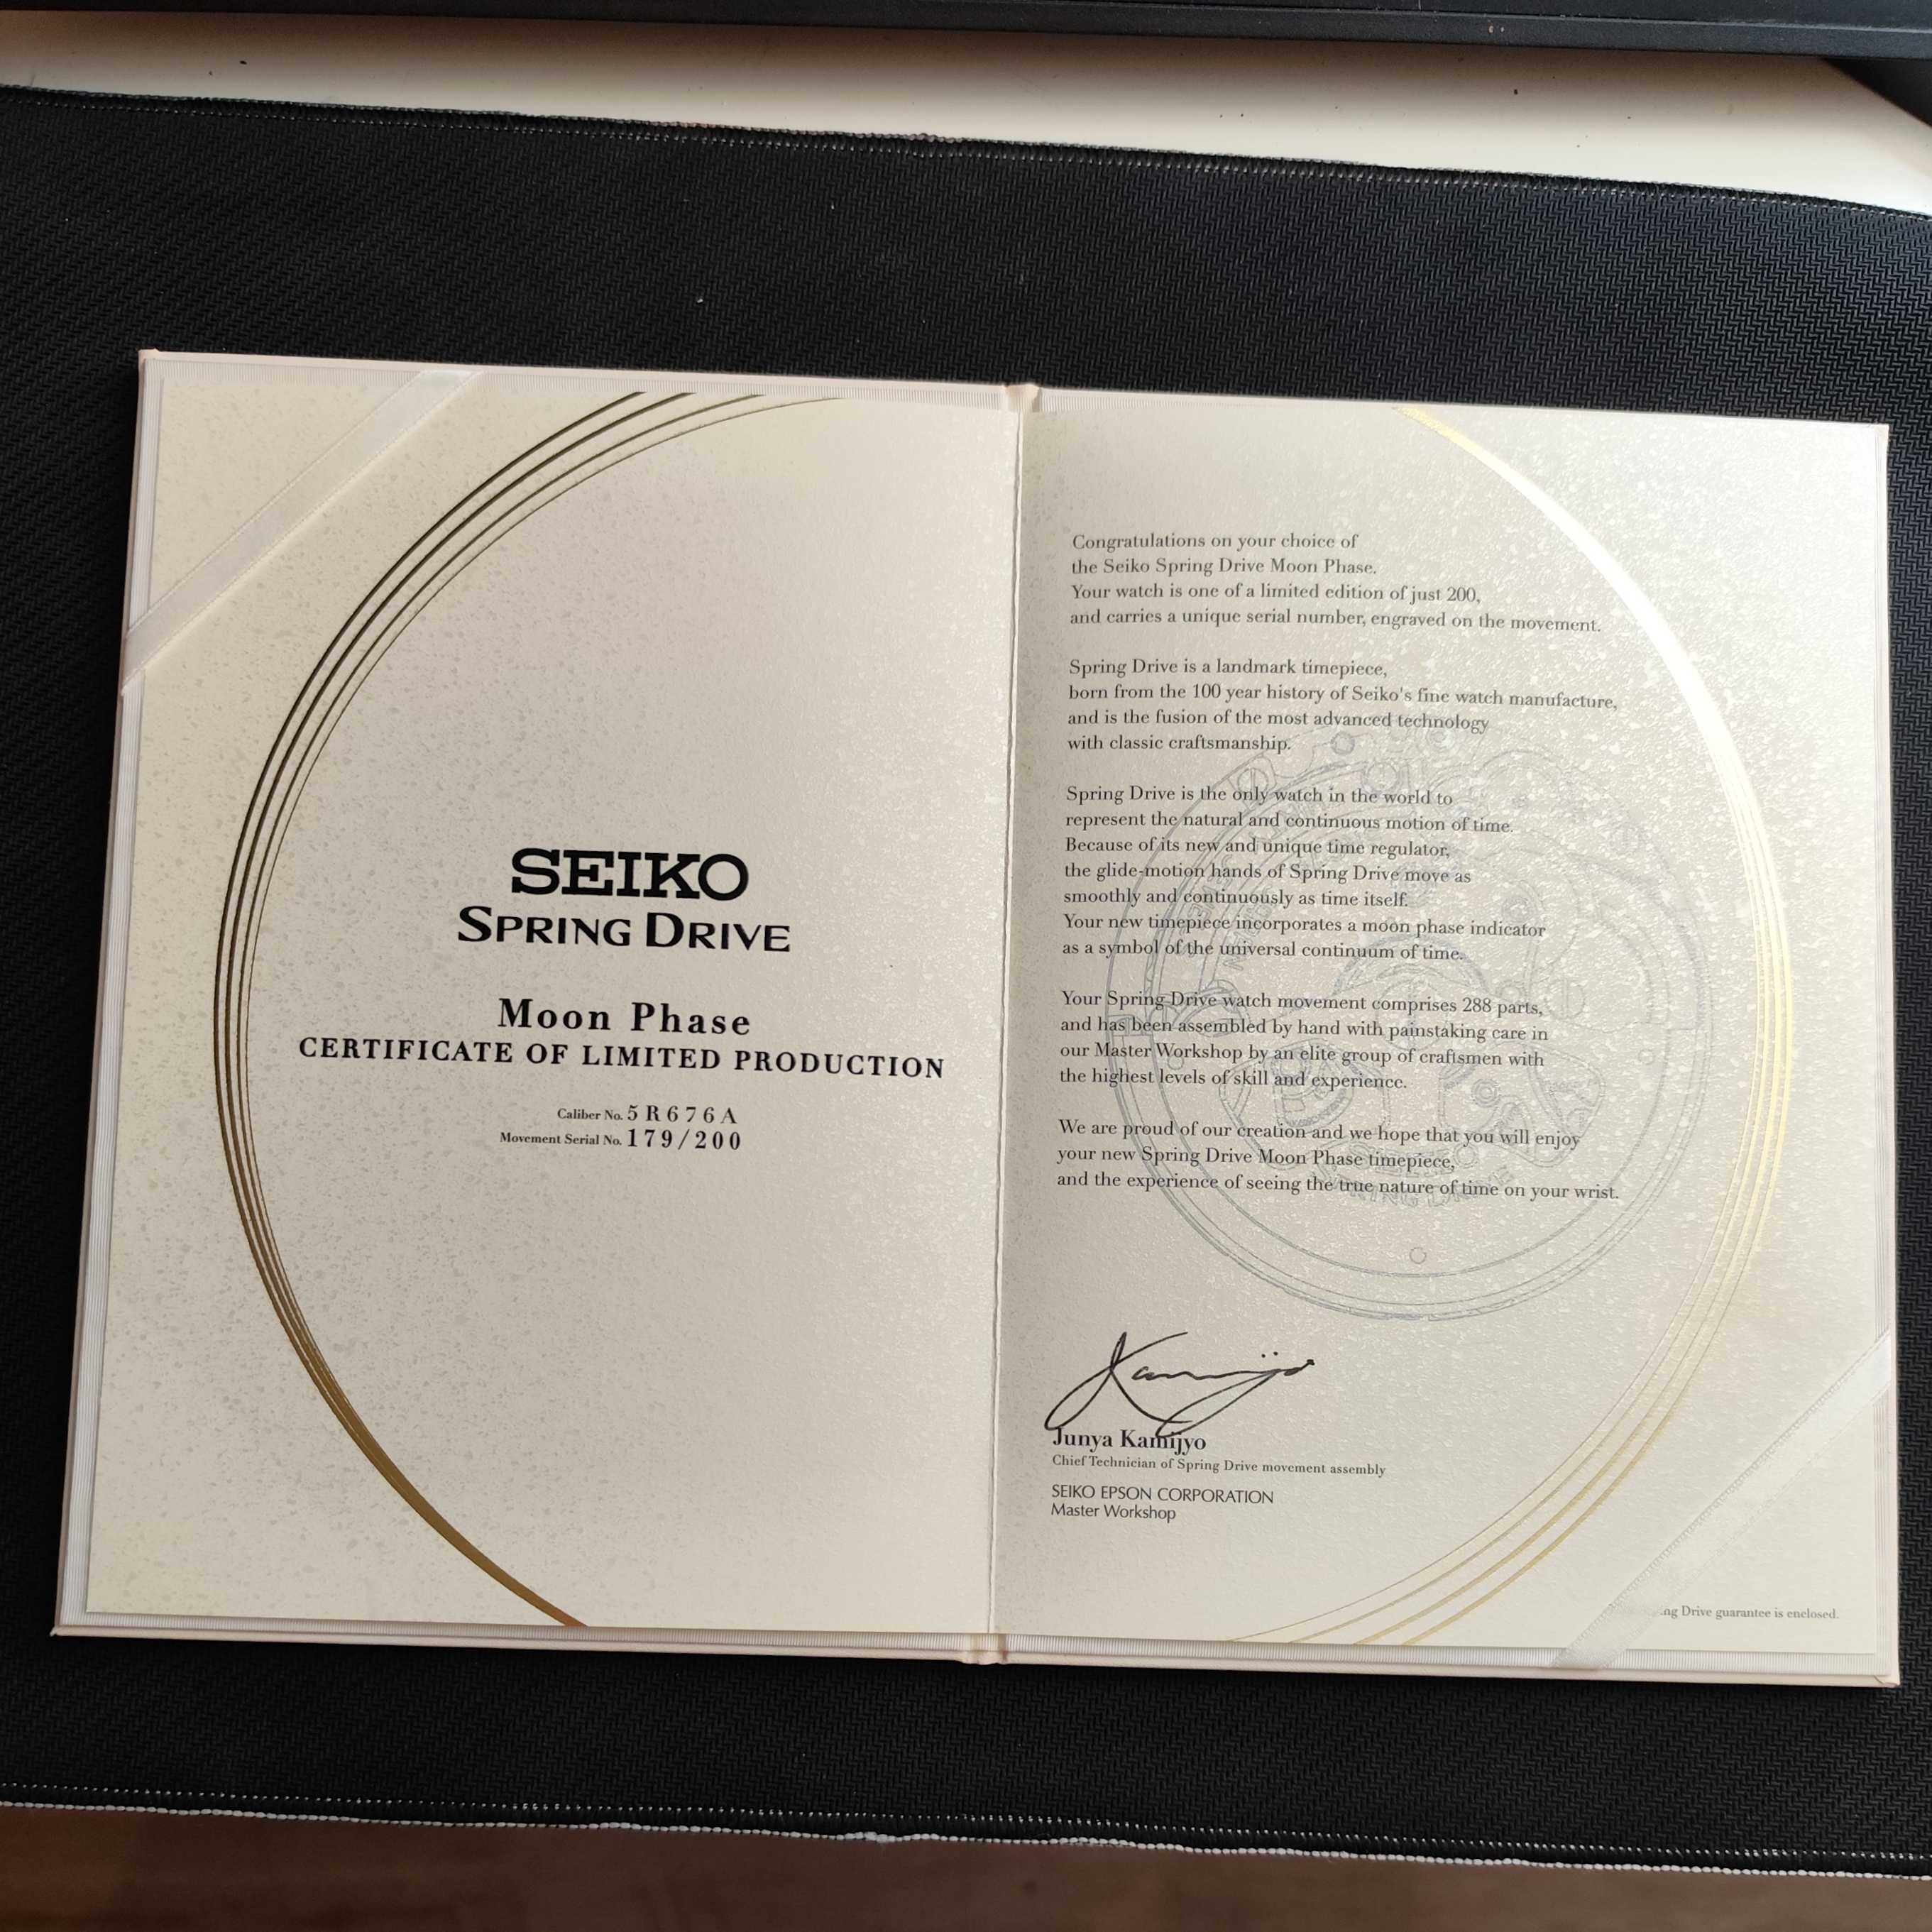 SEIKO
SPRING DRIVE
Moon Phase
CERTIFICATE OF LIMITED PRODUCTION
Caliber No. 5R676A
Movement Serial No. 179/200
Congratulations on your choice of
the Seiko Spring Drive Moon Phase.
Your watch is one of a limited edition of just 200,
and carries a unique serial number, engraved on the movement.
Spring Drive is a landmark timepiece,
born from the 100 year history of Seiko's fine watch manufacture,
and is the fusion of the most advanced technology
with classic craftsmanship.
Spring Drive is the only watch in the world to
represent the natural and continuous motion of time.
Because of its new and unique time regulator,
the glide-motion hands of Spring Drive move as
smoothly and continuously as time itself.
Your new timepiece incorporates a moon phase indicator
as a symbol of the universal continuum of time.
Your Spring Drive watch movement comprises 288 parts,
and has been assembled by hand with painstaking care in
our Master Workshop by an elite group of craftsmen with
the highest levels of skill and experience.
We are proud of our creation and we hope that you will enjoy
your new Spring Drive Moon Phase timepiece,
and the experience of seeing the true nature of time on your wrist.
Kamijo
Junya Kamijyo
Chief Technician of Spring Drive movement assembly
SEIKO EPSON CORPORATION
Master Workshop
Drive guarantee is enclosed.